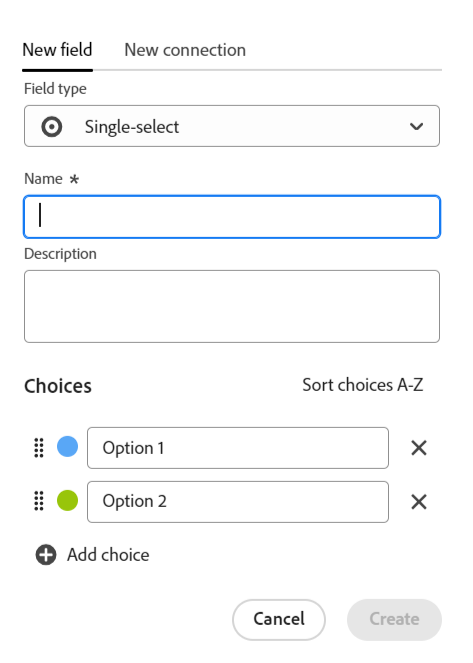 New field New connection
Field type
Single-select
Name *
Description
Choices Sort choices A-Z
Option 1
Option 2
Add choice
Cancel Create